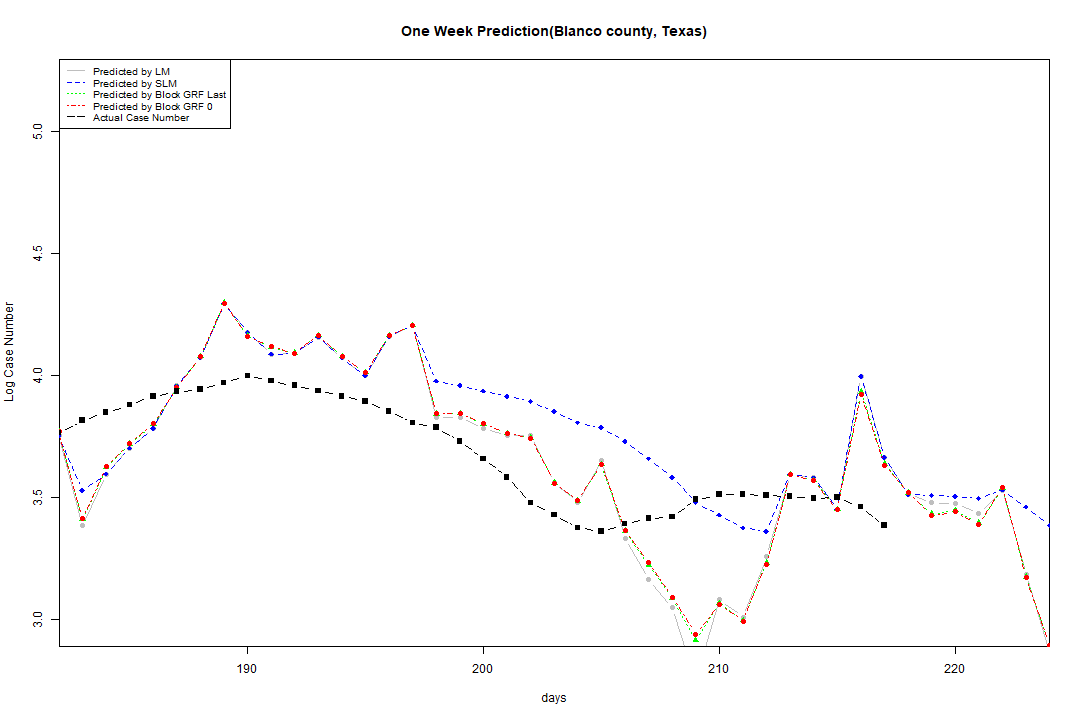 One Week Prediction(Blanco county, Texas)
Predicted by LM
Predicted by SLM
Predicted by Block GRF Last
Predicted by Block GRF 0
Actual Case Number
5.0
4.5
4.0
3.5
3.0
Log Case Number
190 200 210 220
days